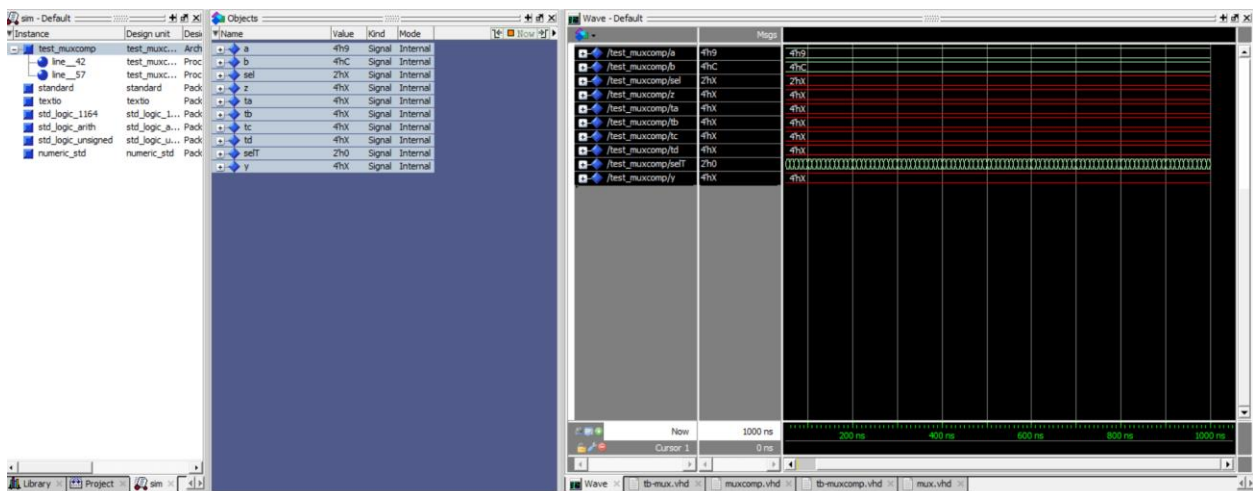 sim - Default
Instance Design unit Desi
test_muxcomp test_muxc... Arch
line__42 test_muxc... Proc
line__57 test_muxc... Proc
standard standard Pack
textio textio Pack
std_logic_1164 std_logic_1... Pack
std_logic_arith std_logic_a... Pack
std_logic_unsigned std_logic_u... Pack
numeric_std numeric_std Pack
Library Project sim
Objects
Name Value Kind Mode Now
a 4'h9 Signal Internal
b 4'hC Signal Internal
sel 2'hX Signal Internal
z 4'hX Signal Internal
ta 4'hX Signal Internal
tb 4'hX Signal Internal
tc 4'hX Signal Internal
td 4'hX Signal Internal
selT 2'h0 Signal Internal
y 4'hX Signal Internal
Wave - Default
Msgs
/test_muxcomp/a 4'h9 4'h9
/test_muxcomp/b 4'hC 4'hC
/test_muxcomp/sel 2'hX 2'hX
/test_muxcomp/z 4'hX 4'hX
/test_muxcomp/ta 4'hX 4'hX
/test_muxcomp/tb 4'hX 4'hX
/test_muxcomp/tc 4'hX 4'hX
/test_muxcomp/td 4'hX 4'hX
/test_muxcomp/selT 2'h0
/test_muxcomp/y 4'hX 4'hX
Now 1000 ns 200 ns 400 ns 600 ns 800 ns 1000 ns
Cursor 1 0 ns
Wave tb-mux.vhd muxcomp.vhd tb-muxcomp.vhd mux.vhd